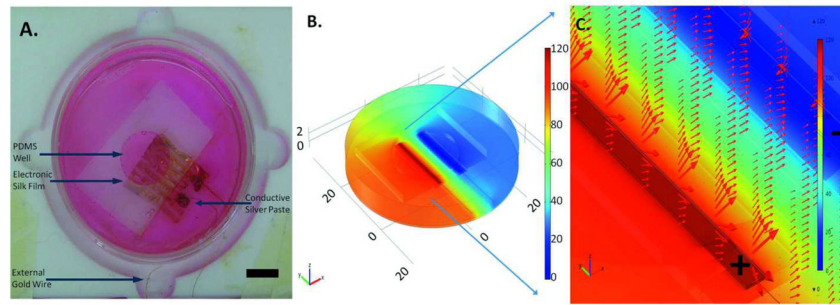 A.
PDMS
Well
Electronic
Silk Film
Conductive
Silver Paste
External
Gold Wire
B.
2
0
20
0
20
20
0
120
100
80
60
40
20
0
y
z
x
C.
+
-